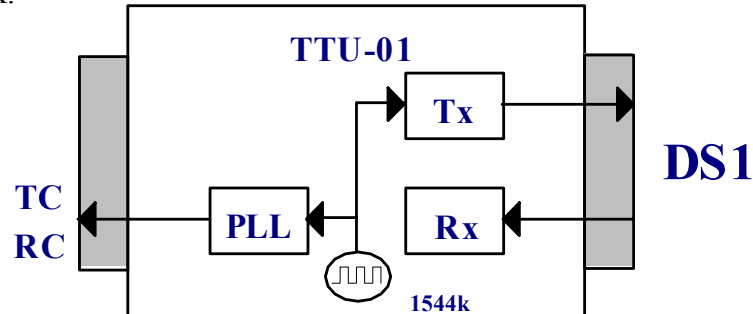 k.
TTU-01
Tx
DS1
TC
RC
PLL
Rx
1544k